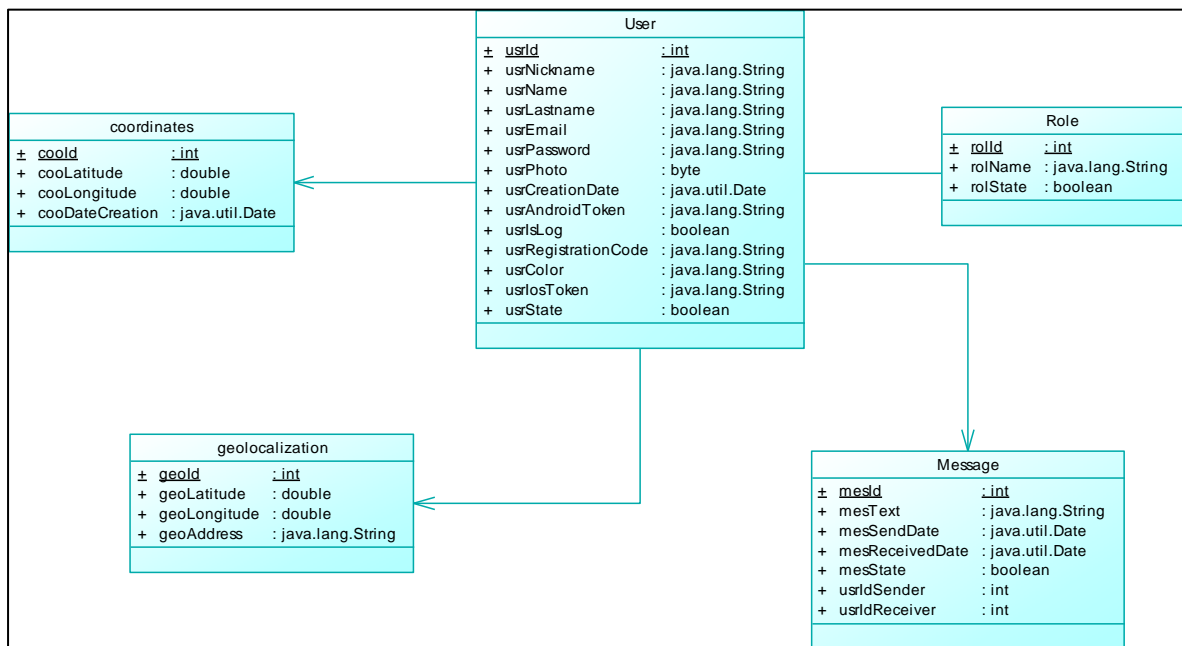 User
+ usrId : int
+ usrNickname : java.lang.String
+ usrName : java.lang.String
+ usrLastname : java.lang.String
+ usrEmail : java.lang.String
+ usrPassword : java.lang.String
+ usrPhoto : byte
+ usrCreationDate : java.util.Date
+ usrAndroidToken : java.lang.String
+ usrIsLog : boolean
+ usrRegistrationCode : java.lang.String
+ usrColor : java.lang.String
+ usrIosToken : java.lang.String
+ usrState : boolean
coordinates
+ cooId : int
+ cooLatitude : double
+ cooLongitude : double
+ cooDateCreation : java.util.Date
Role
+ rolId : int
+ rolName : java.lang.String
+ rolState : boolean
geolocalization
+ geoId : int
+ geoLatitude : double
+ geoLongitude : double
+ geoAddress : java.lang.String
Message
+ mesId : int
+ mesText : java.lang.String
+ mesSendDate : java.util.Date
+ mesReceivedDate : java.util.Date
+ mesState : boolean
+ usrIdSender : int
+ usrIdReceiver : int